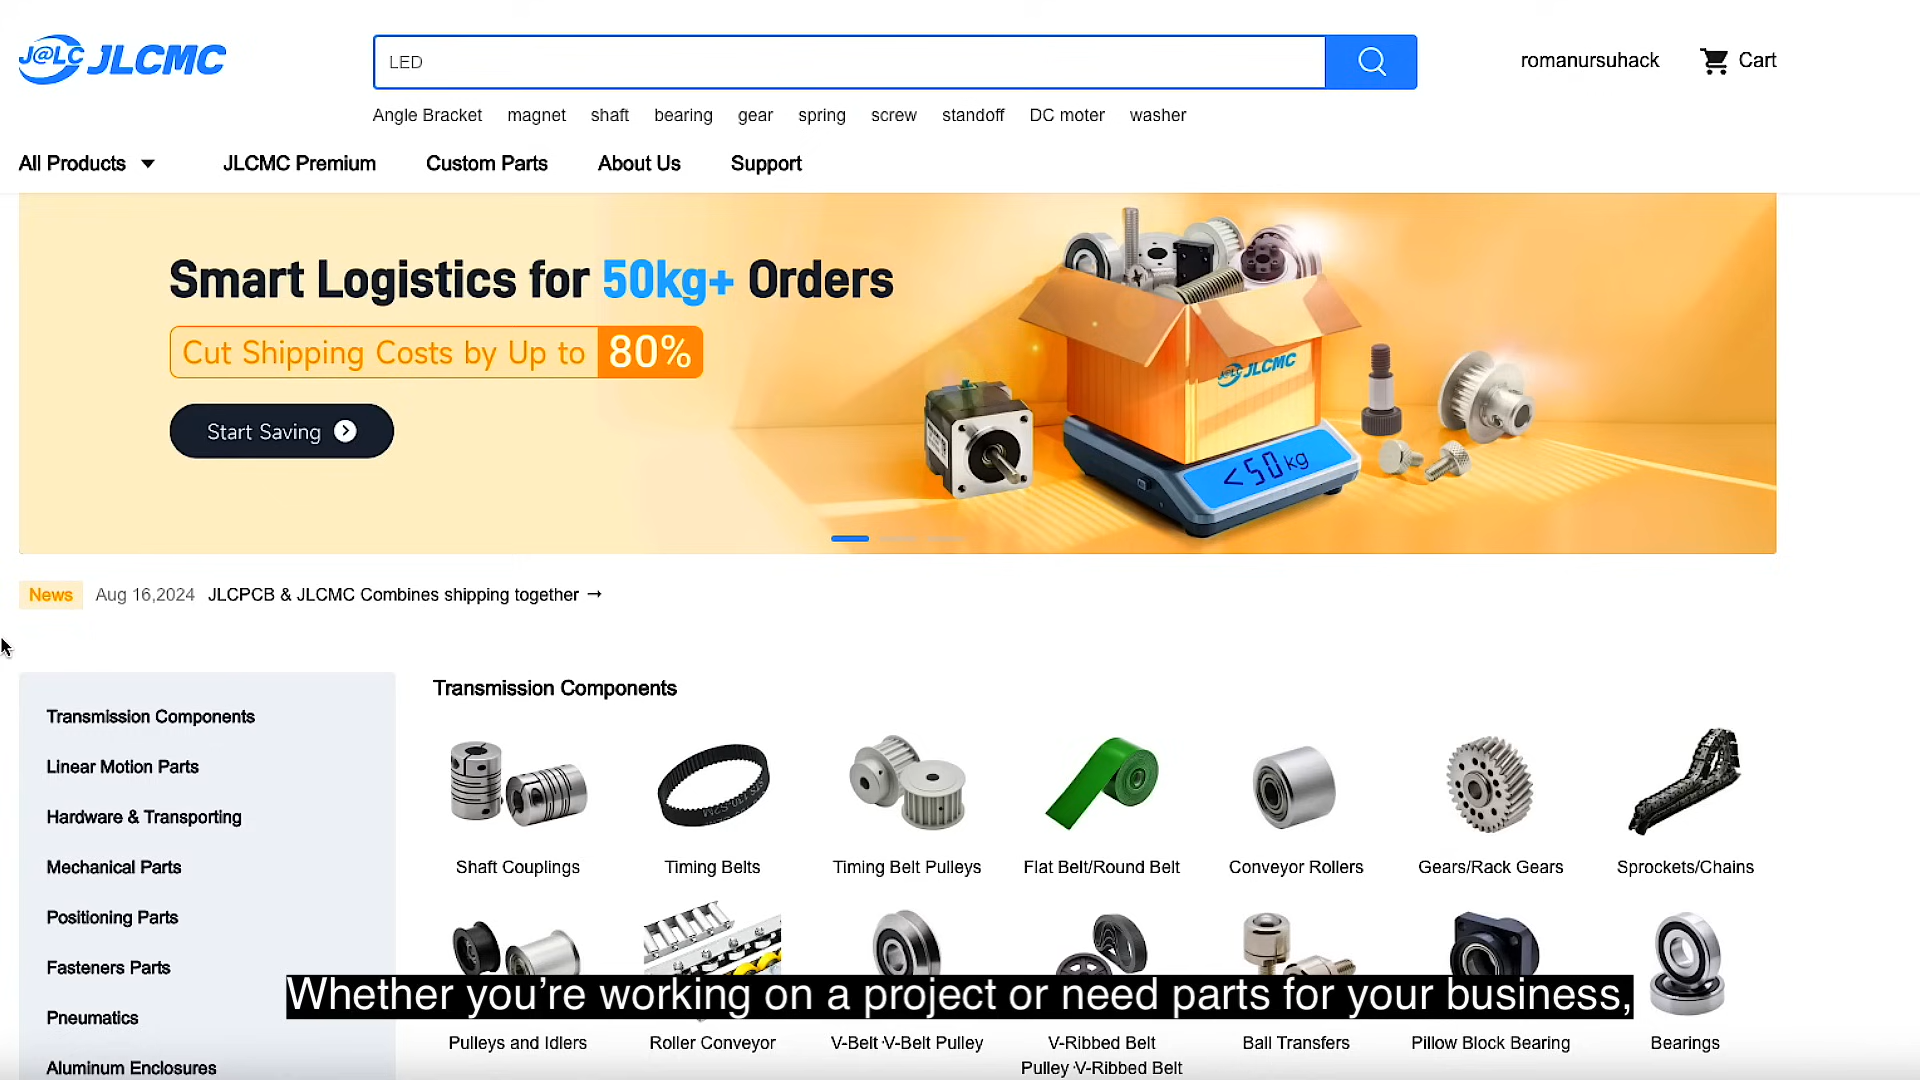 J@LC JLCMC
LED
romanursuhack
Cart
Angle Bracket magnet shaft bearing gear spring screw standoff DC moter washer
All Products JLCMC Premium Custom Parts About Us Support
Smart Logistics for 50kg+ Orders
Cut Shipping Costs by Up to 80%
Start Saving
J@LC JLCMC
<50kg
News Aug 16,2024 JLCPCB & JLCMC Combines shipping together →
Transmission Components
Linear Motion Parts
Hardware & Transporting
Mechanical Parts
Positioning Parts
Fasteners Parts
Pneumatics
Aluminum Enclosures
Transmission Components
Shaft Couplings Timing Belts Timing Belt Pulleys Flat Belt/Round Belt Conveyor Rollers Gears/Rack Gears Sprockets/Chains
Whether you’re working on a project or need parts for your business,
Pulleys and Idlers Roller Conveyor V-Belt ·V-Belt Pulley V-Ribbed Belt Ball Transfers Pillow Block Bearing Bearings
Pulley ·V-Ribbed Belt